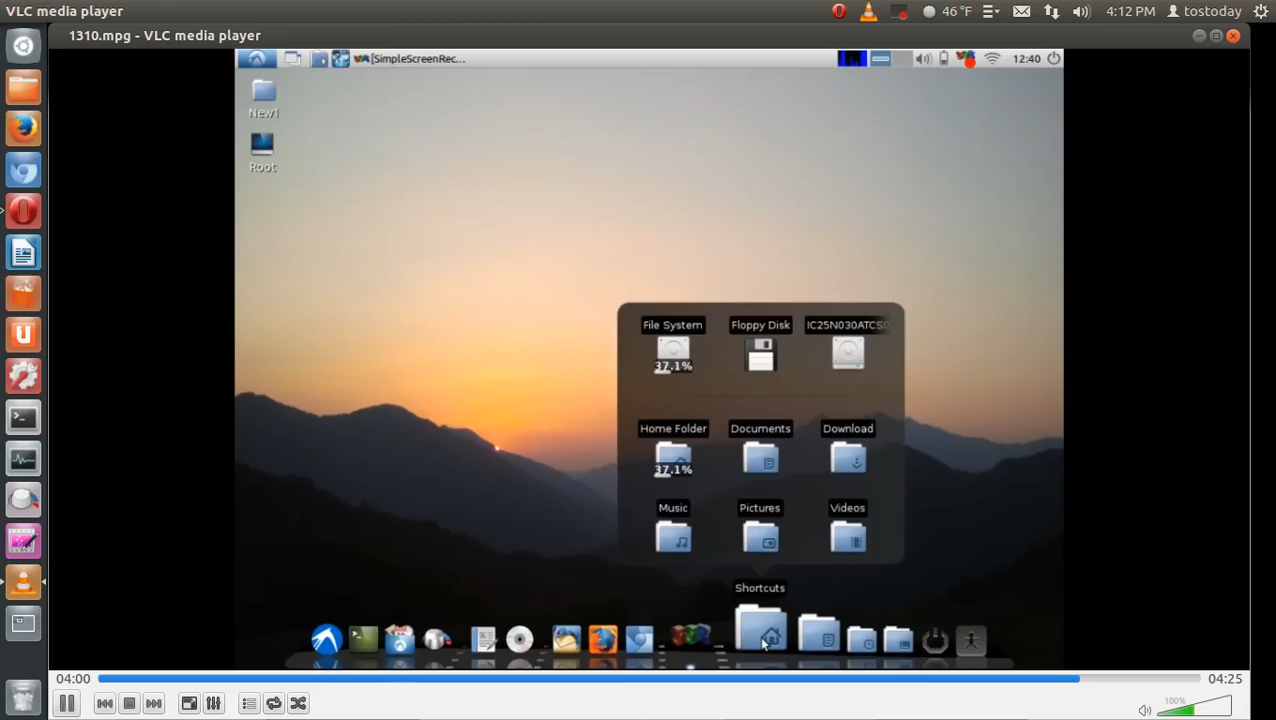 VLC media player
46 °F
4:12 PM
tostoday
1310.mpg - VLC media player
[SimpleScreenRec...
12:40
New1
Root
File System
Floppy Disk
IC25N030ATCS0
37.1%
Home Folder
Documents
Download
37.1%
Music
Pictures
Videos
Shortcuts
04:00
04:25
100%